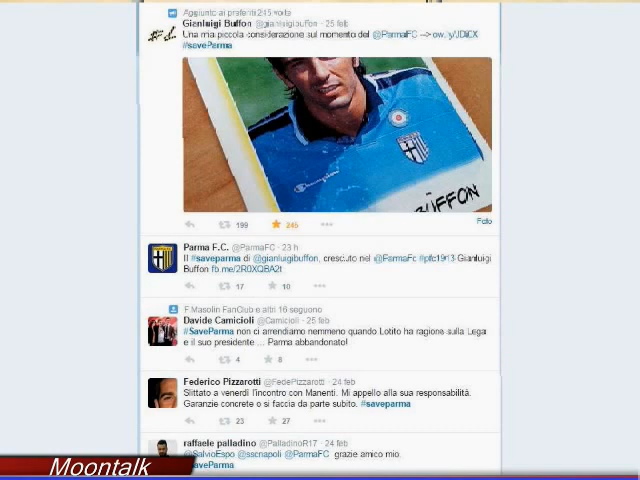 Aggiunto ai preferiti 245 volte
Gianluigi Buffon @gianluigibuffon · 25 feb
Una mia piccola considerazione sul momento del @ParmaFC -->
#saveParma
Champion
BUFFON
Foto
199 245
Parma F.C. @ParmaFC · 23 h
Il #saveparma di @gianluigibuffon, cresciuto nel @ParmaFc #pfc1913 Gianluigi
Buffon fb.me/2R0XQBA2t
17 10
F.Masolin FanClub e altri 16 seguono
Davide Camicioli @Camicioli · 25 feb
#SaveParma non ci arrendiamo nemmeno quando Lotito ha ragione sulla Lega
e il suo presidente ... Parma abbandonato!
4 8
Federico Pizzarotti @FedePizzarotti · 24 feb
Slittato a venerdì l'incontro con Manenti. Mi appello alla sua responsabilità.
Garanzie concrete o si faccia da parte subito. #saveparma
23 27
raffaele palladino @PalladinoR17 · 24 feb
@SalvioEspo @sscnapoli @ParmaFC grazie amico mio.
#SaveParma
Moontalk